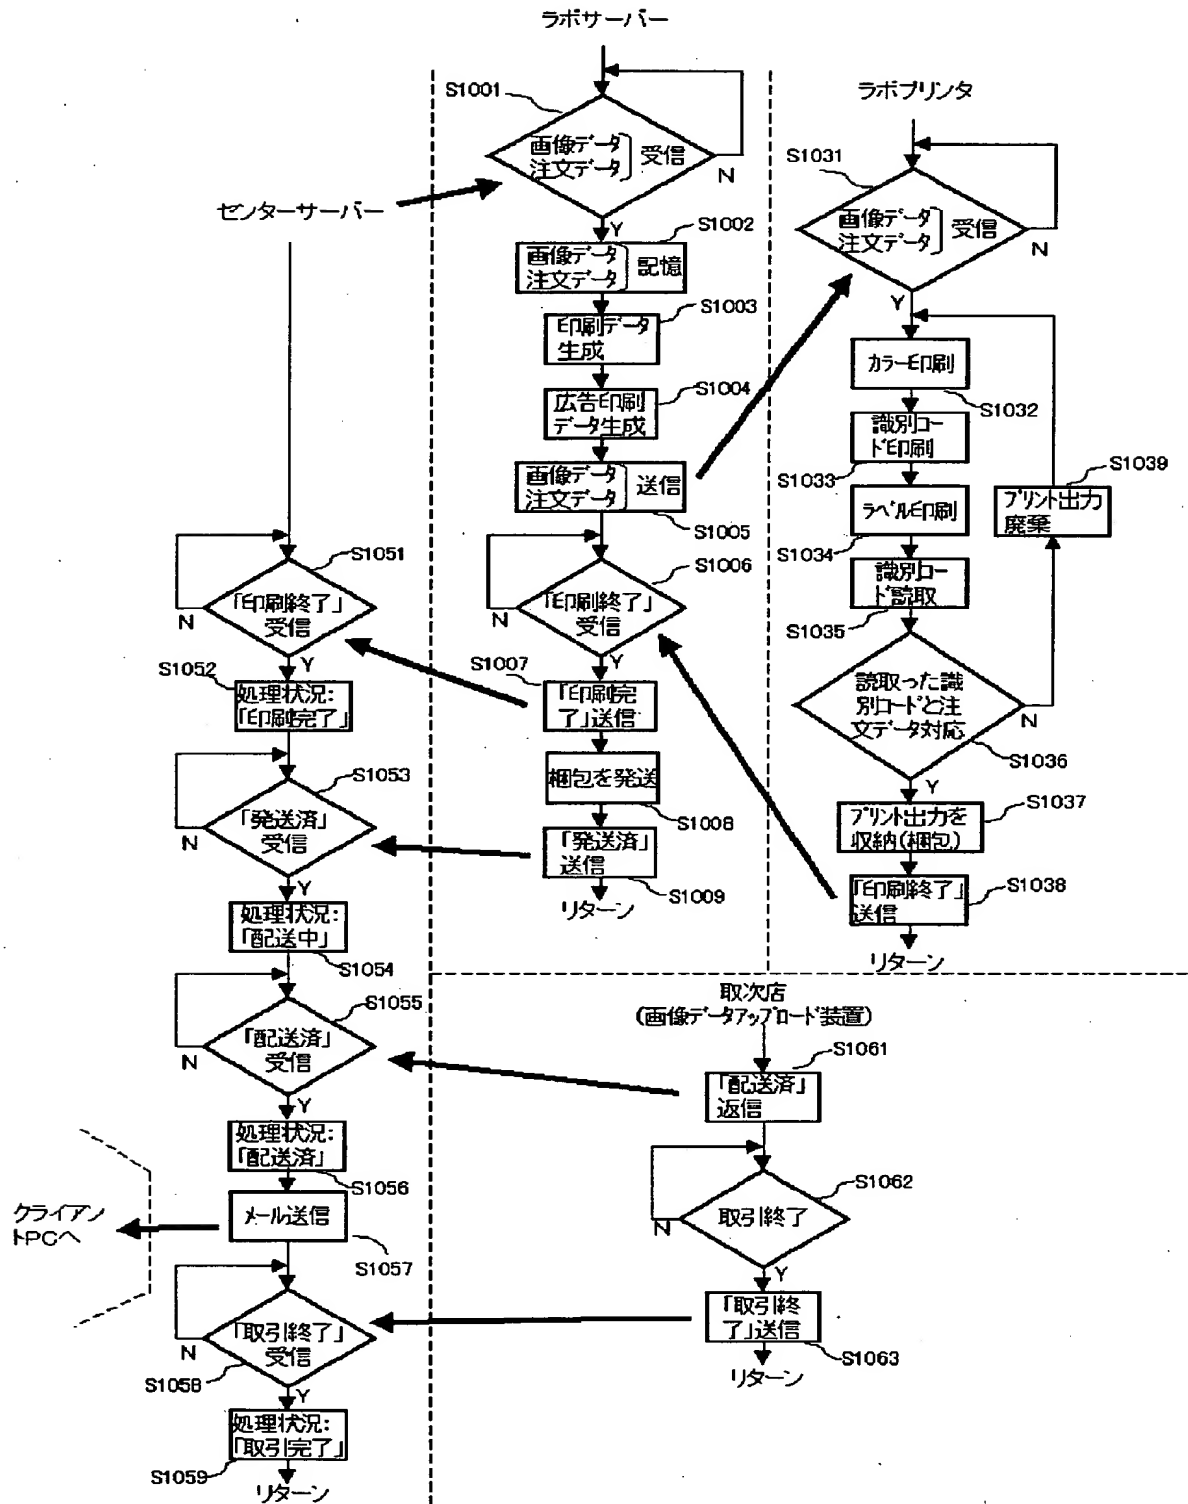 ラボサーバー
S1001
画像データ
注文データ
受信
N
Y
S1002
画像データ
注文データ
記憶
S1003
印刷データ
生成
S1004
広告印刷
データ生成
画像データ
注文データ
送信
S1005
S1006
「印刷終了」
受信
N
Y
S1007
「印刷完
了」送信
梱包を発送
S1008
「発送済」
送信
S1009
リターン
ラボプリンタ
S1031
画像データ
注文データ
受信
N
Y
カラー印刷
S1032
識別コー
ド印刷
S1033
ラベル印刷
S1034
識別コー
ド読取
S1035
読取った識
別コードと注
文データ対応
N
S1036
Y
S1039
プリント出力
廃棄
S1037
プリント出力を
収納(梱包)
S1038
「印刷終了」
送信
リターン
センターサーバー
S1051
「印刷終了」
受信
N
Y
S1052
処理状況:
「印刷完了」
S1053
「発送済」
受信
N
Y
処理状況:
「配送中」
S1054
S1055
「配送済」
受信
N
Y
処理状況:
「配送済」
S1056
メール送信
S1057
クライアン
トPCへ
「取引終了」
受信
N
S1058
Y
処理状況:
「取引完了」
S1059
リターン
取次店
(画像データアップロード装置)
S1061
「配送済」
返信
S1062
取引終了
N
Y
「取引終
了」送信
S1063
リターン